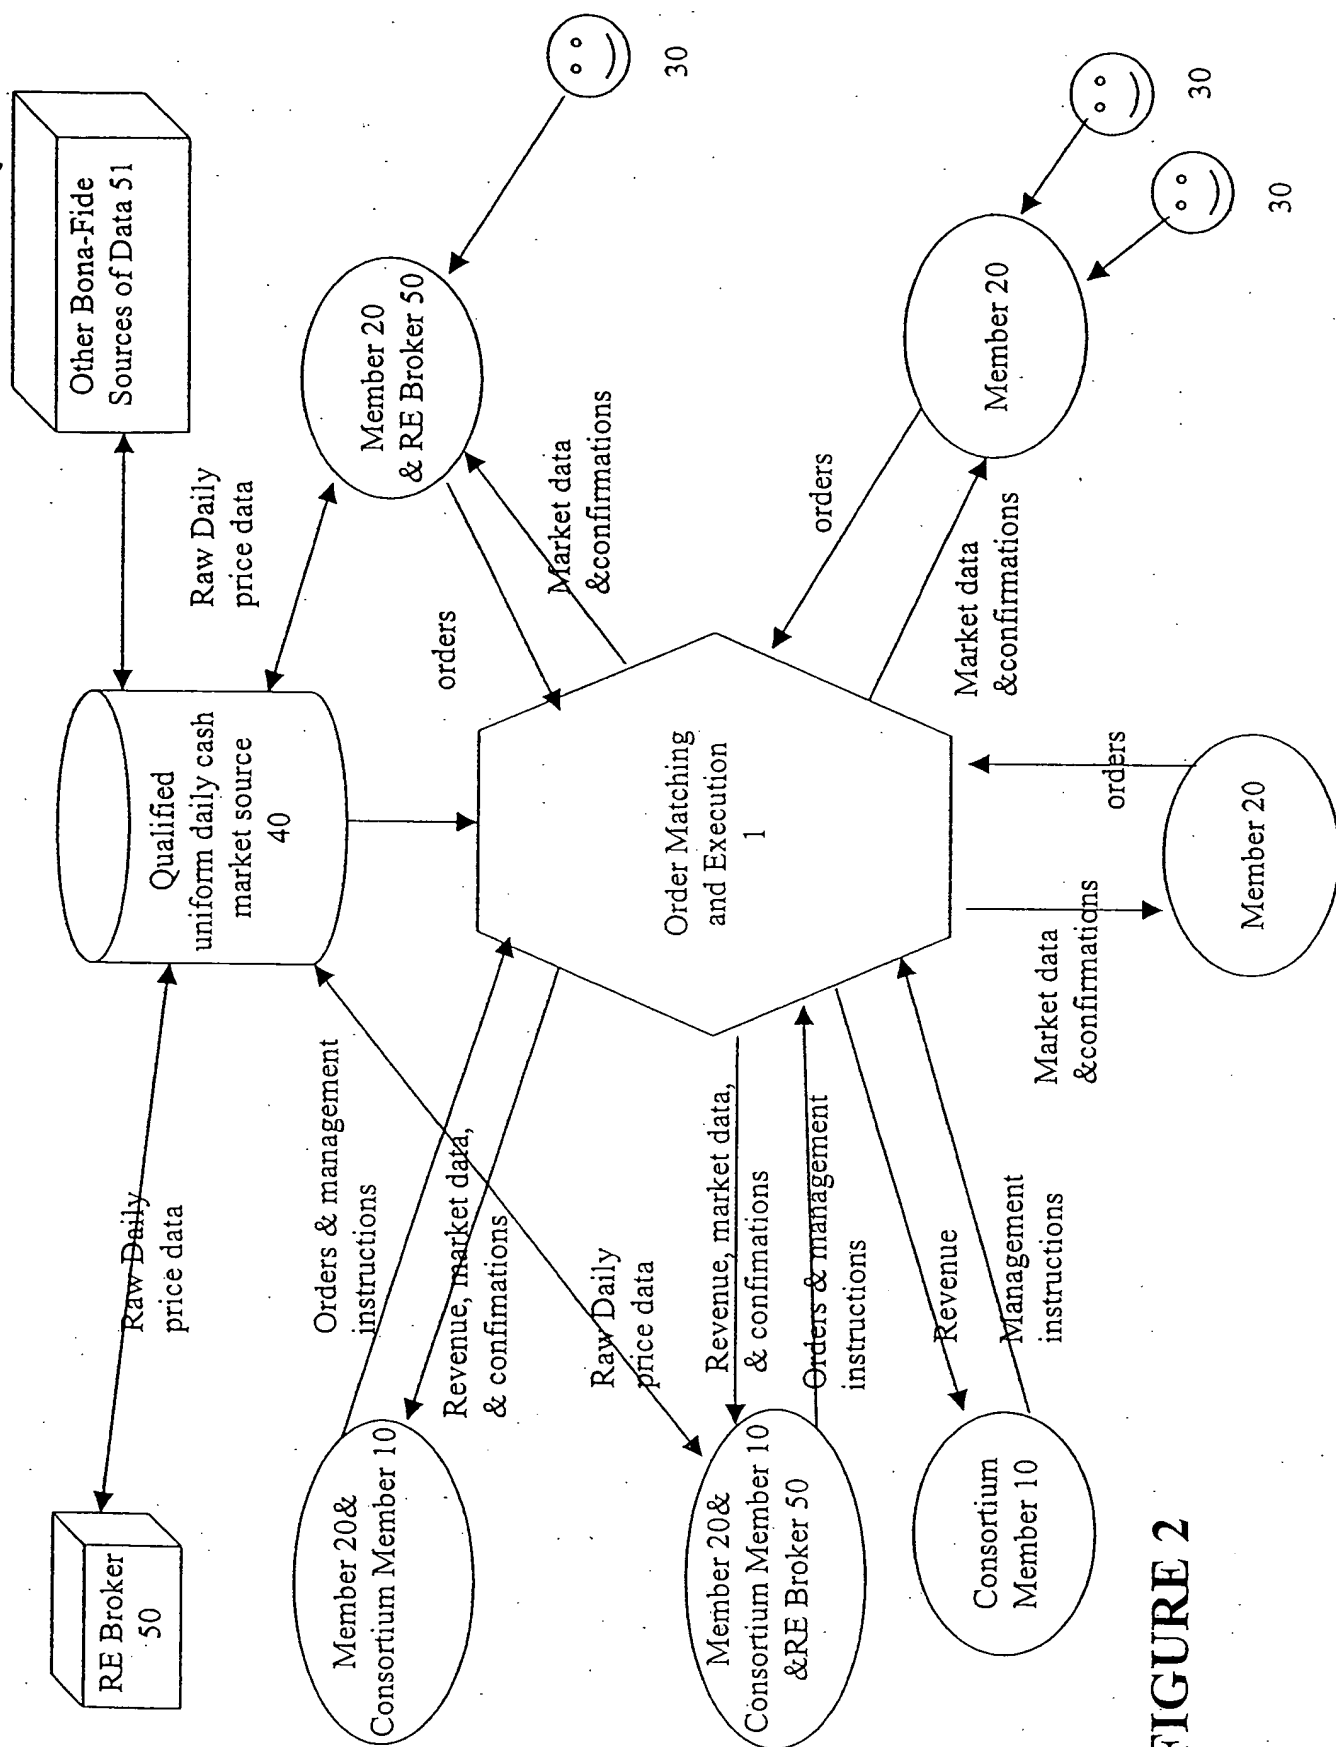 RE Broker
50
Raw Daily
price data
Qualified
uniform daily cash
market source
40
Raw Daily
price data
Other Bona-Fide
Sources of Data 51
Member 20&
Consortium Member 10
Orders & management
instructions
Revenue, market data,
& confimations
orders
Member 20
& RE Broker 50
Market data
&confirmations
30
Raw Daily
price data
Order Matching
and Execution
1
Member 20&
Consortium Member 10
&RE Broker 50
Revenue, market data,
& confimations
Orders & management
instructions
orders
Consortium
Member 10
Revenue
Management
instructions
Market data
&confirmations
Member 20
30
30
Market data
&confirmations
orders
Member 20
FIGURE 2